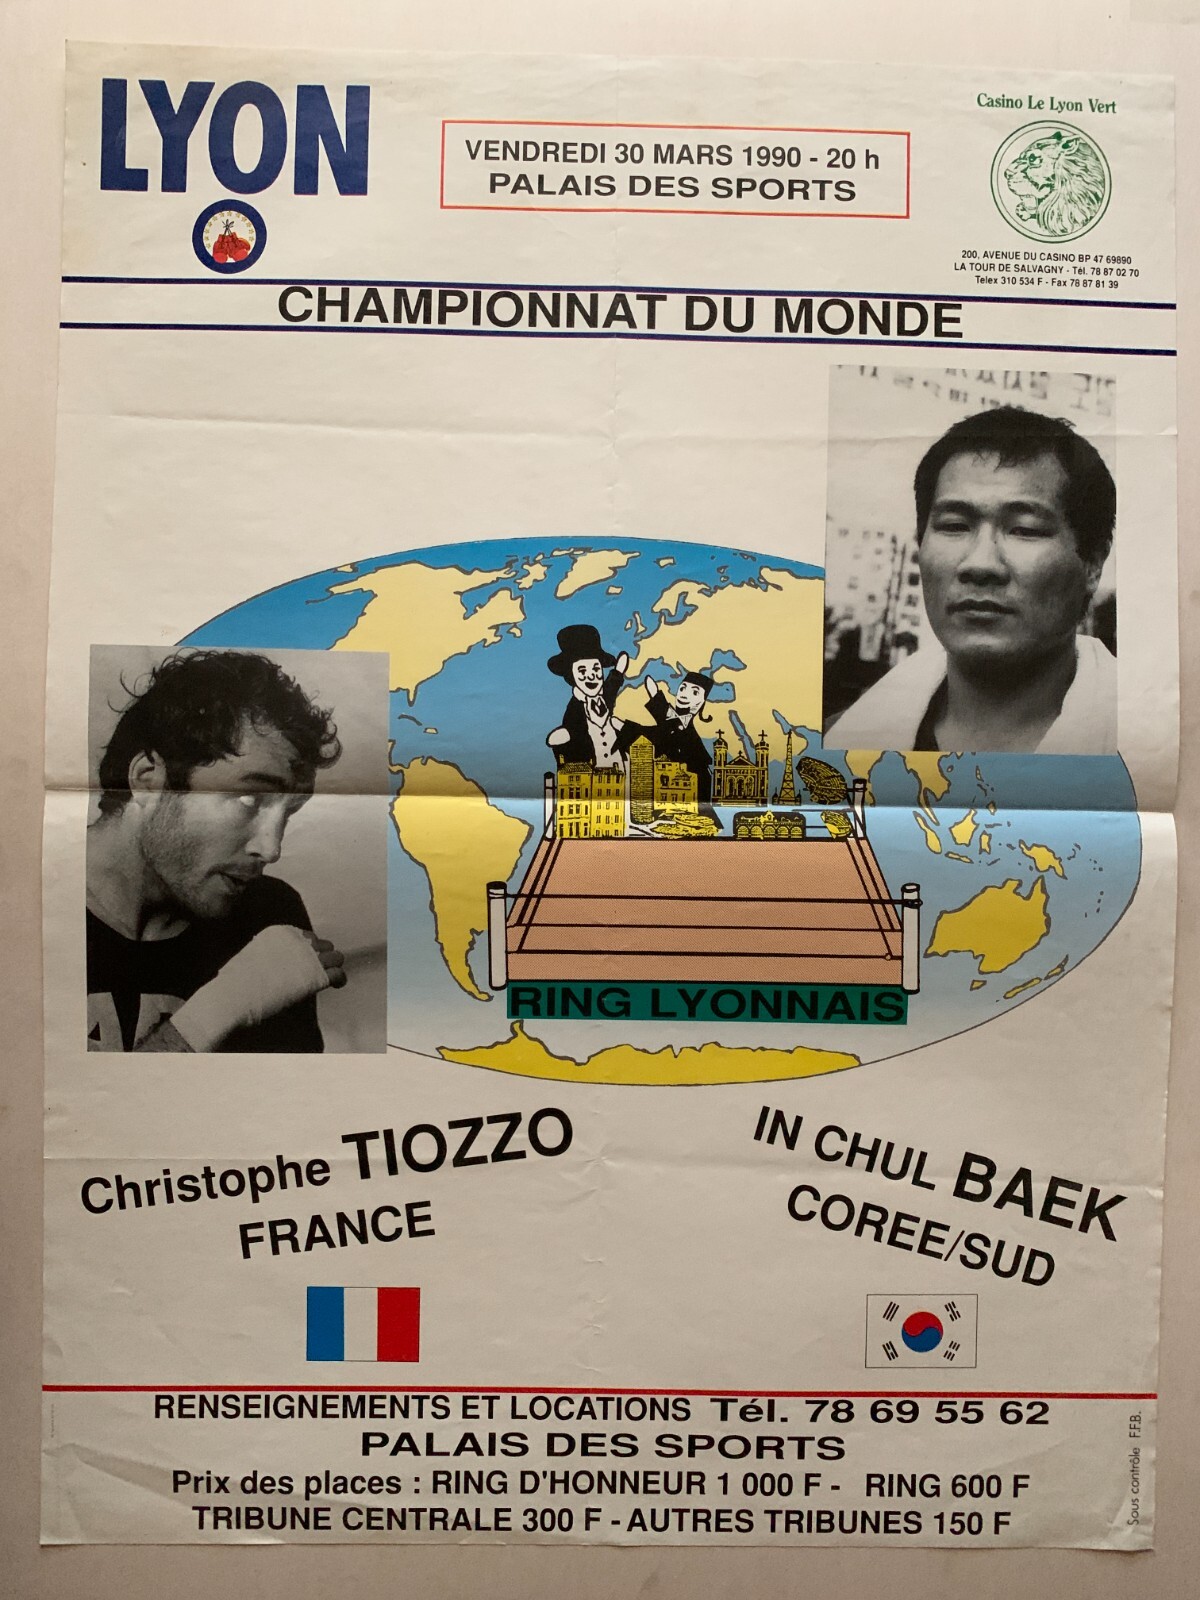 LYON
VENDREDI 30 MARS 1990 - 20 h
PALAIS DES SPORTS
Casino Le Lyon Vert
200, AVENUE DU CASINO BP 47 69890
LA TOUR DE SALVAGNY - Tél. 78 87 02 70
Telex 310 534 F - Fax 78 87 81 39
CHAMPIONNAT DU MONDE
RING LYONNAIS
Christophe TIOZZO
FRANCE
IN CHUL BAEK
COREE/SUD
RENSEIGNEMENTS ET LOCATIONS Tél. 78 69 55 62
PALAIS DES SPORTS
Prix des places : RING D'HONNEUR 1 000 F - RING 600 F
TRIBUNE CENTRALE 300 F - AUTRES TRIBUNES 150 F
Sous contrôle F.F.B.